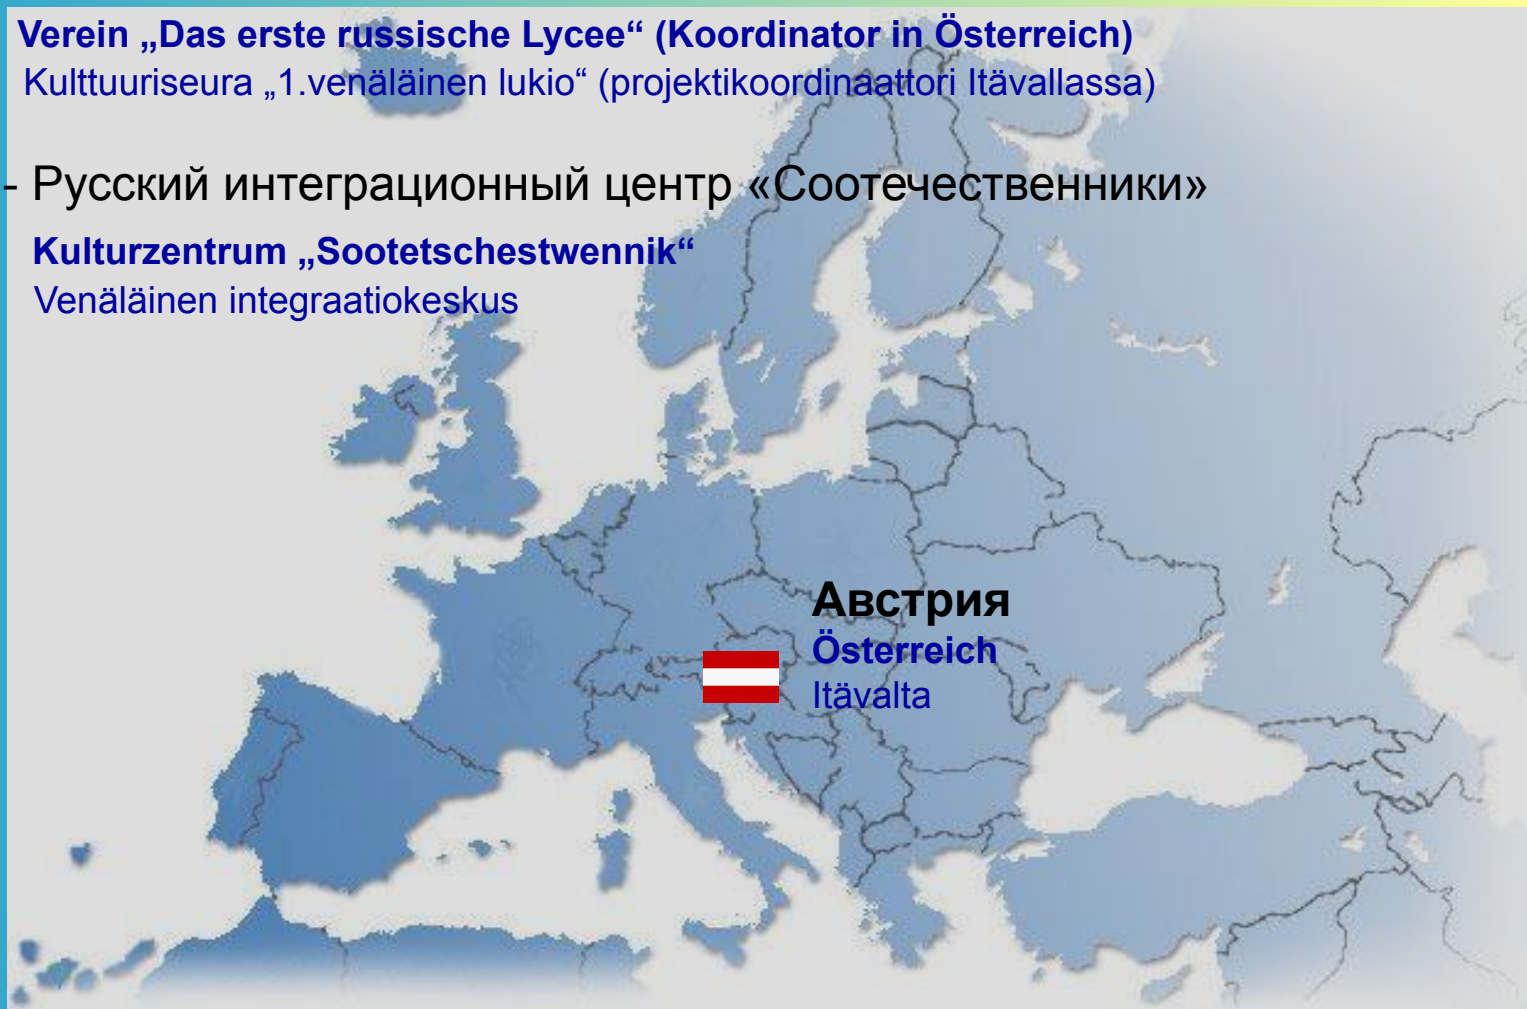 Verein „Das erste russische Lycee“ (Koordinator in Österreich)
Kulttuuriseura „1.venäläinen lukio“ (projektikoordinaattori Itävallassa)
- Русский интеграционный центр «Соотечественники»
Kulturzentrum „Sootetschestwennik“
Venäläinen integraatiokeskus
Австрия
Österreich
Itävalta